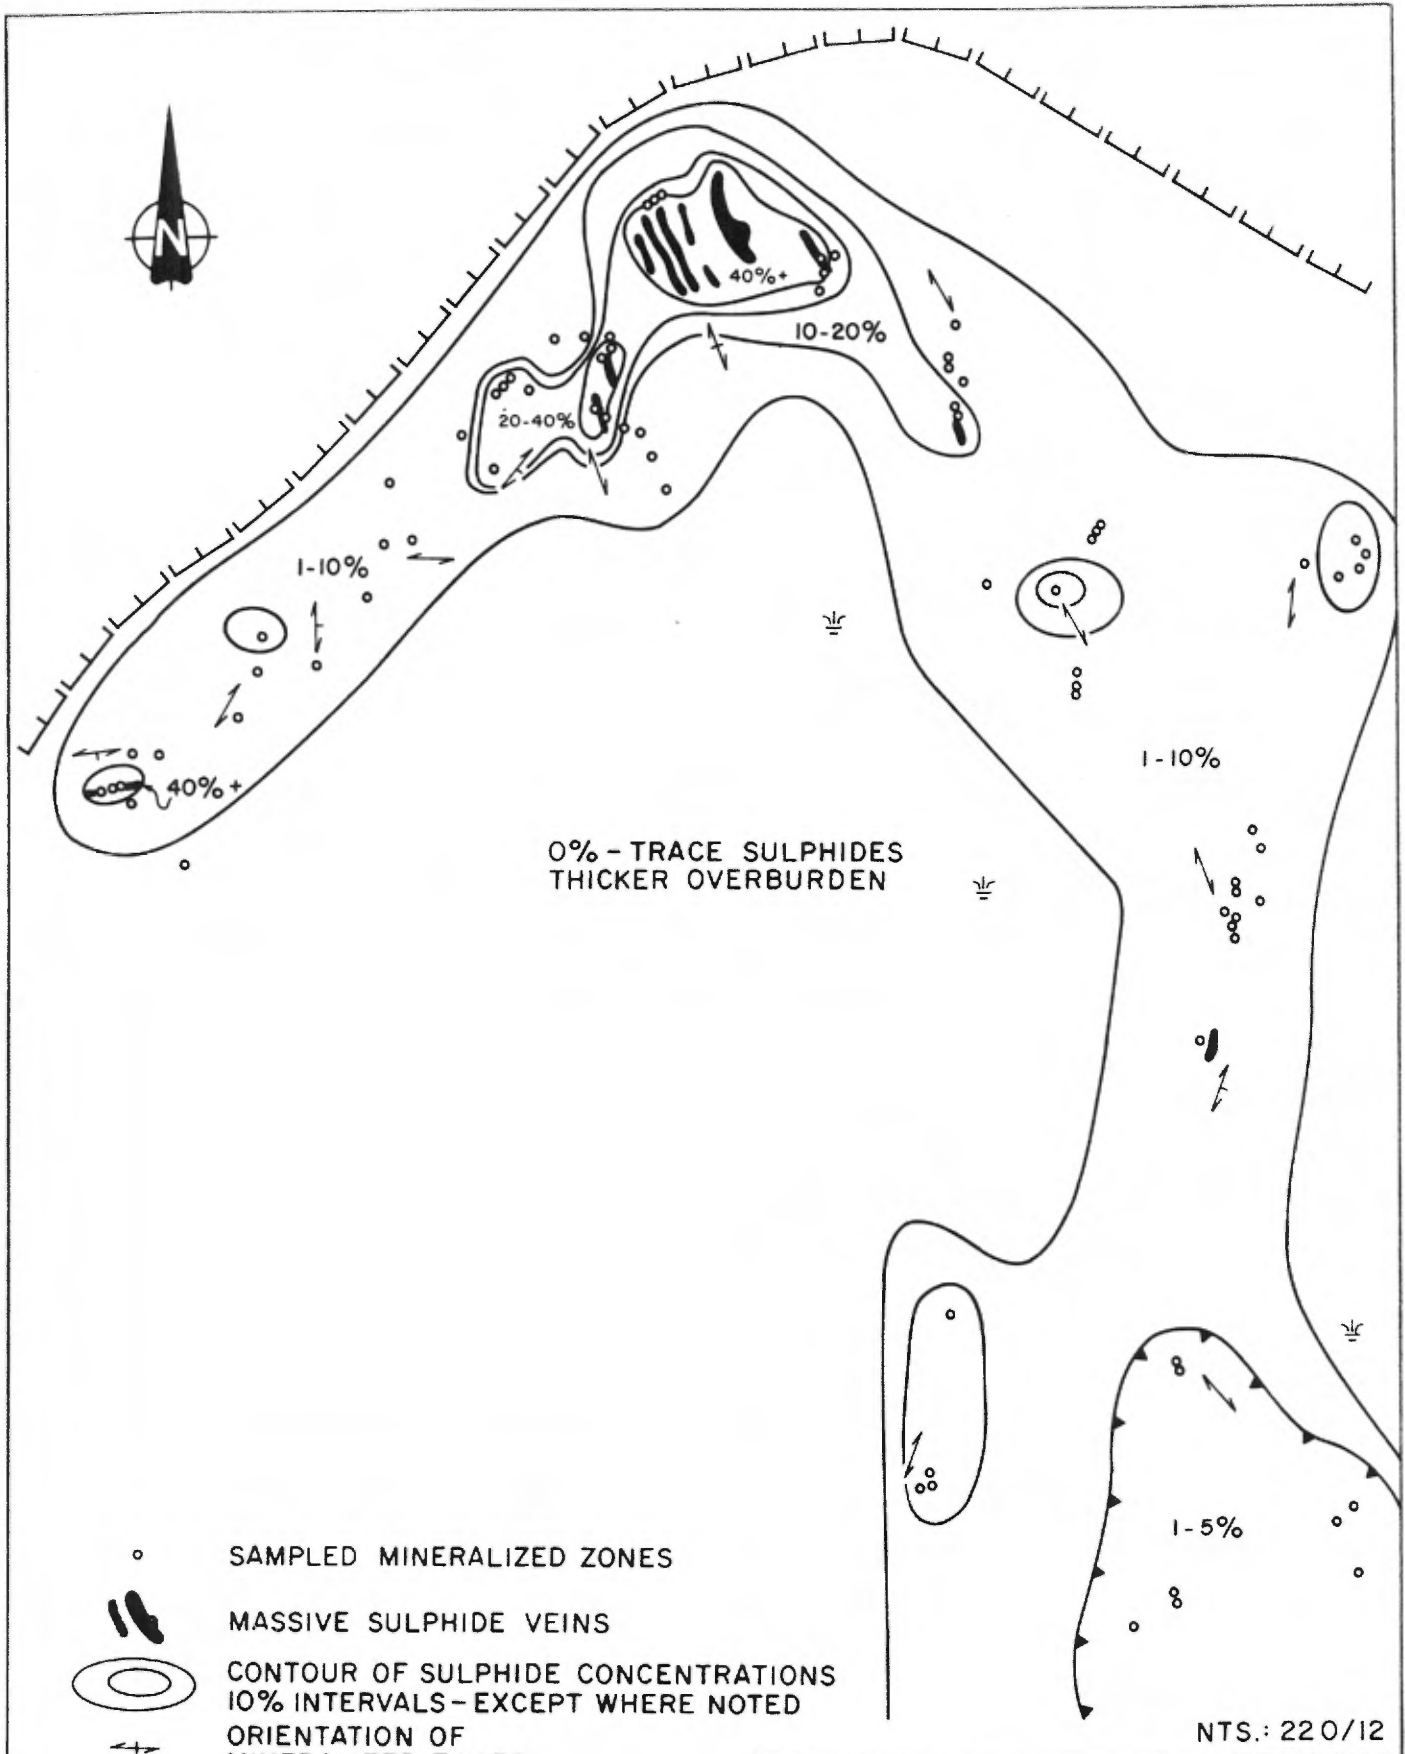 N
40%+
10-20%
20-40%
1-10%
1-10%
40%+
0%-TRACE SULPHIDES
THICKER OVERBURDEN
1-5%
SAMPLED MINERALIZED ZONES
MASSIVE SULPHIDE VEINS
CONTOUR OF SULPHIDE CONCENTRATIONS
10% INTERVALS-EXCEPT WHERE NOTED
ORIENTATION OF
NTS.: 22O/12